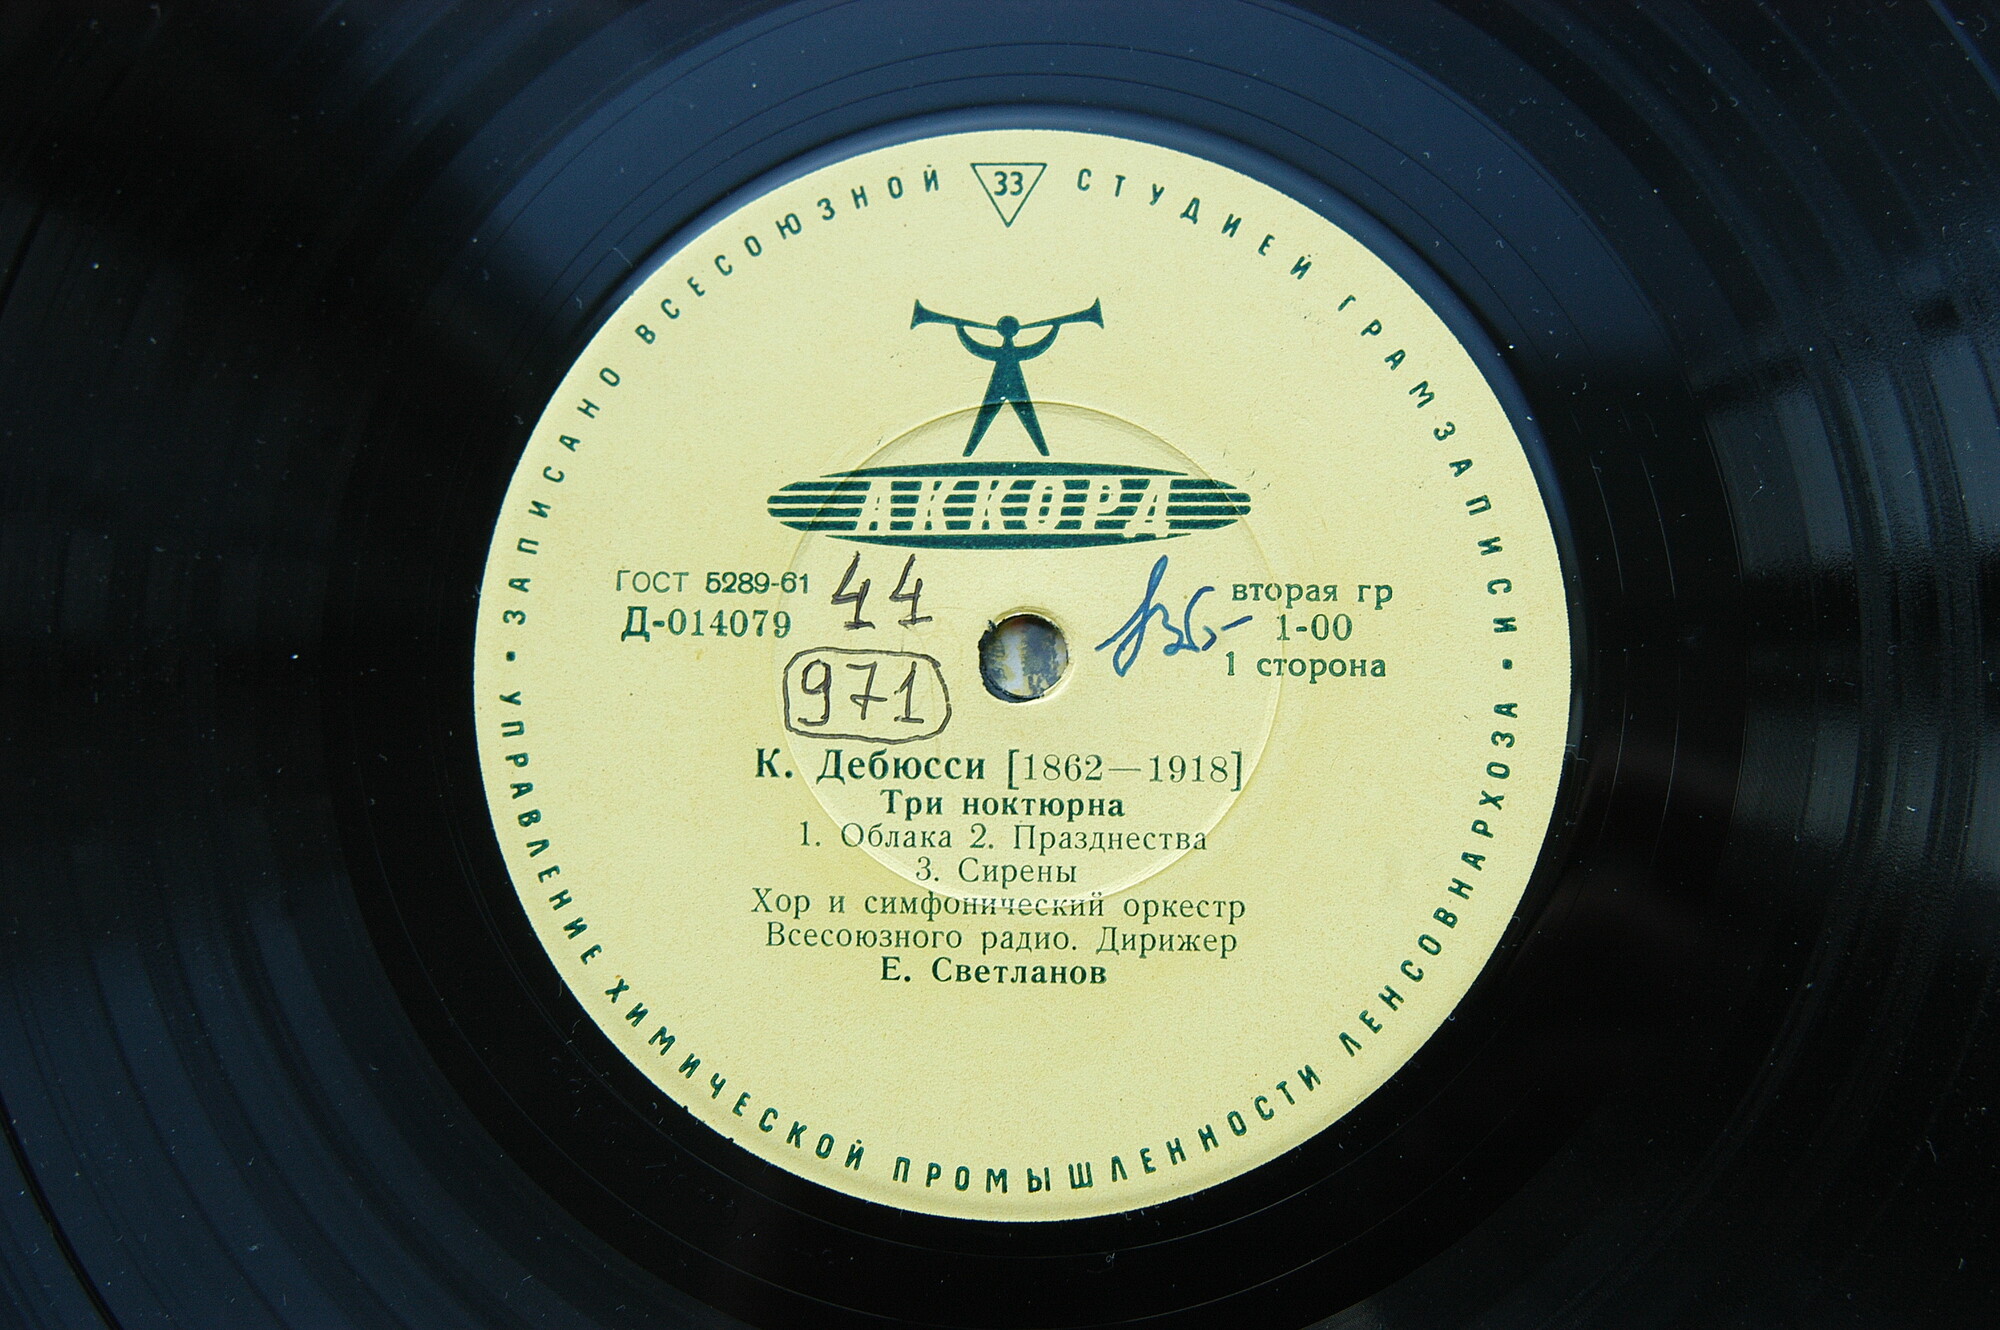 ЗАПИСАНО ВСЕСОЮЗНОЙ 33 СТУДИЕЙ ГРАМЗАПИСИ •
УПРАВЛЕНИЕ ХИМИЧЕСКОЙ ПРОМЫШЛЕННОСТИ ЛЕНСОВНАРХОЗА •
АККОРД
ГОСТ 5289-61
Д-014079
44
971
вторая гр
1-00
1 сторона
К. Дебюсси [1862—1918]
Три ноктюрна
1. Облака 2. Празднества
3. Сирены
Хор и симфонический оркестр
Всесоюзного радио. Дирижер
Е. Светланов